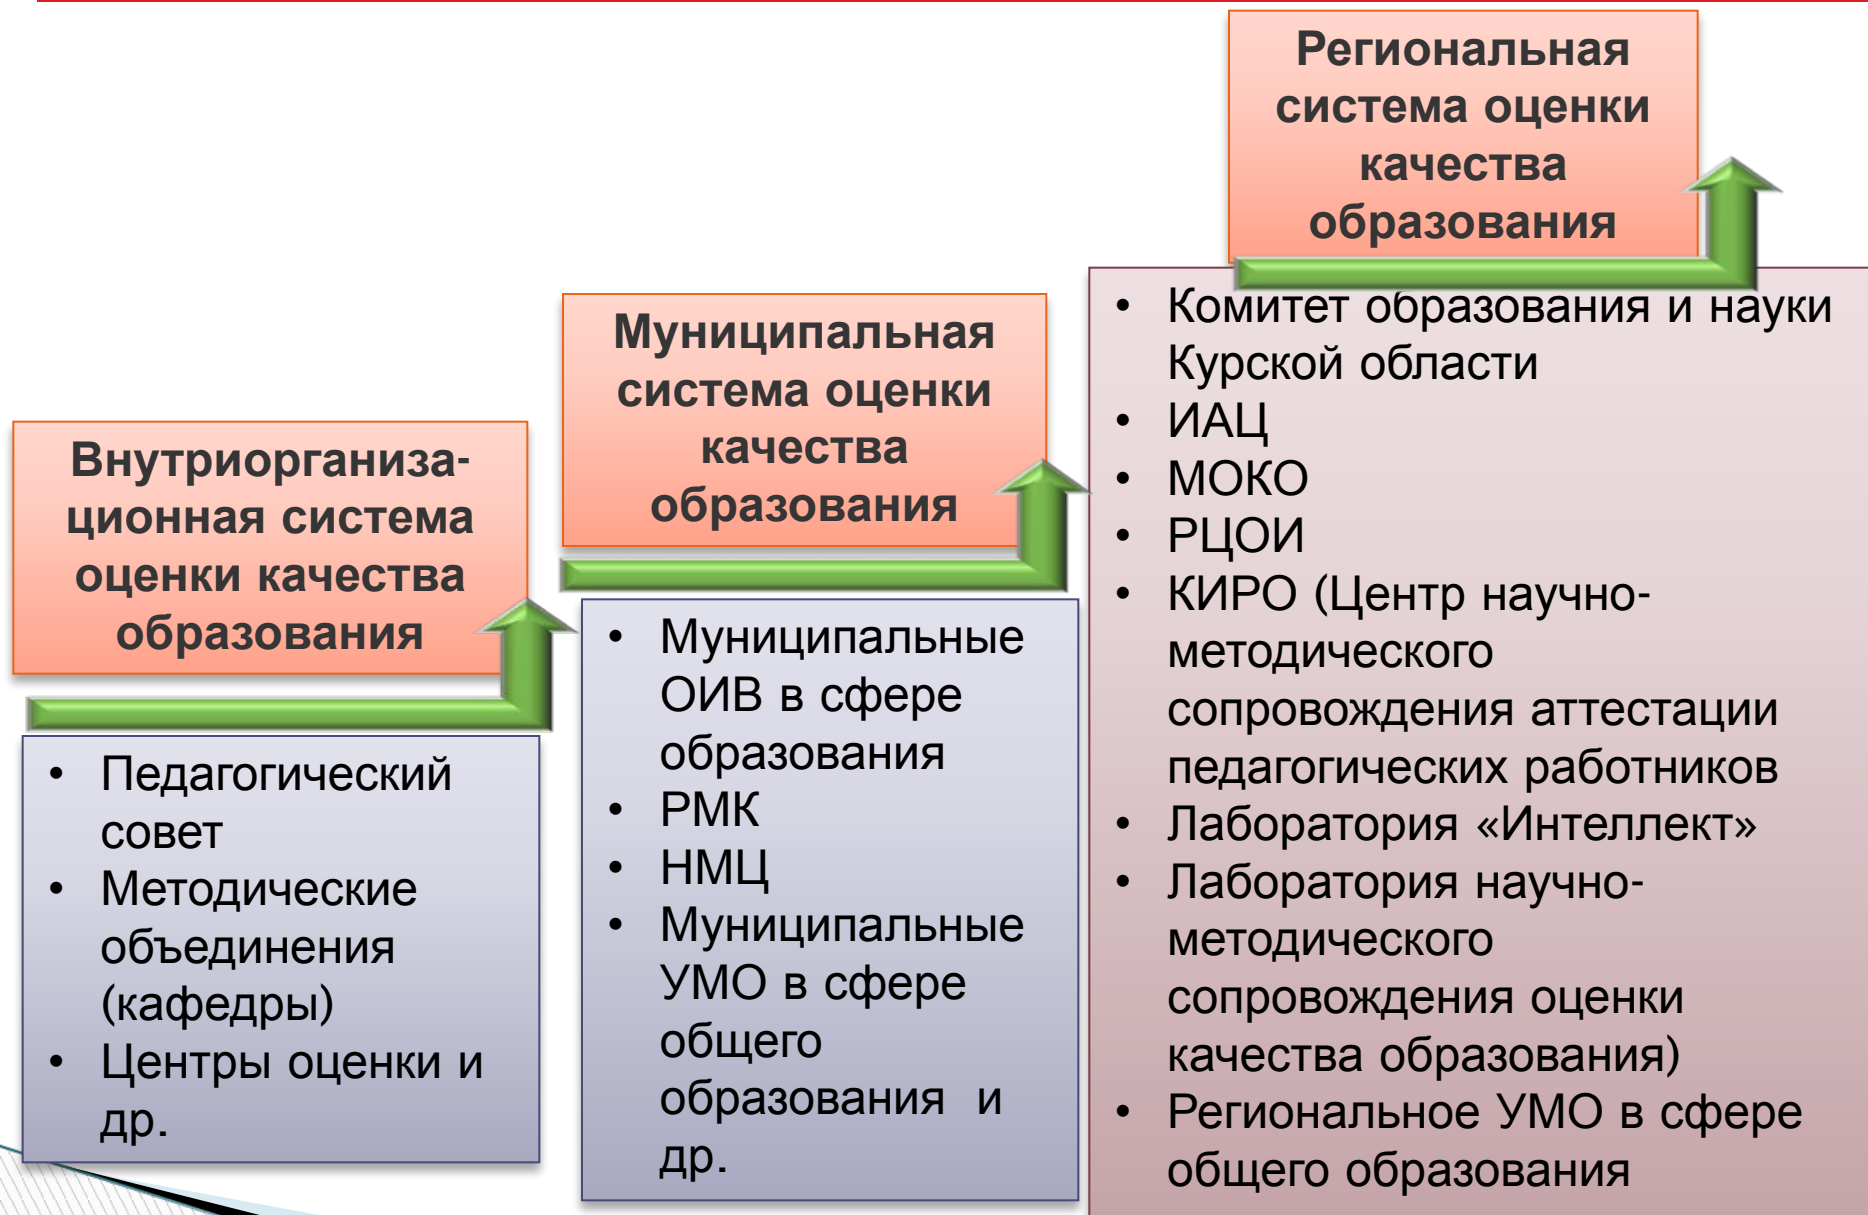 Внутриорганиза-
ционная система
оценки качества
образования
• Педагогический
совет
• Методические
объединения
(кафедры)
• Центры оценки и
др.
Муниципальная
система оценки
качества
образования
• Муниципальные
ОИВ в сфере
образования
• РМК
• НМЦ
• Муниципальные
УМО в сфере
общего
образования и
др.
Региональная
система оценки
качества
образования
• Комитет образования и науки
Курской области
• ИАЦ
• МОКО
• РЦОИ
• КИРО (Центр научно-
методического
сопровождения аттестации
педагогических работников
• Лаборатория «Интеллект»
• Лаборатория научно-
методического
сопровождения оценки
качества образования)
• Региональное УМО в сфере
общего образования